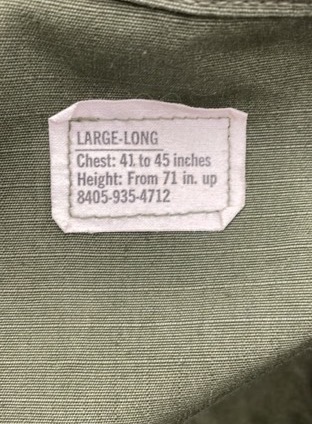 LARGE-LONG
Chest: 41 to 45 inches
Height: From 71 in. up
8405-935-4712